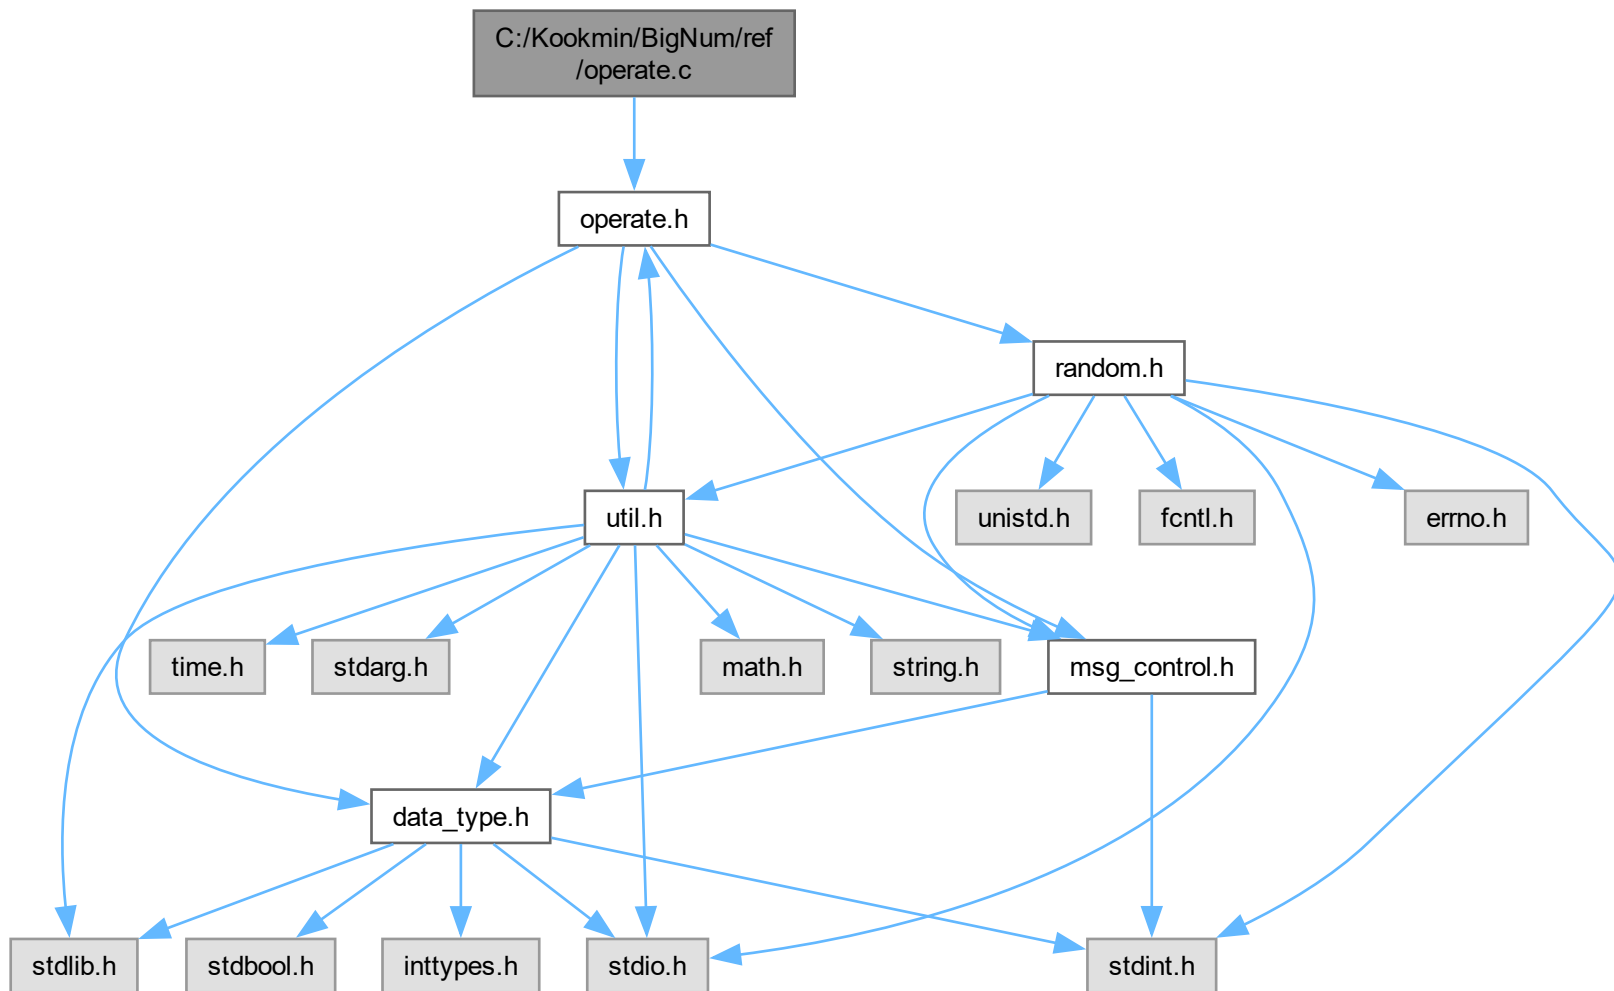 C:/Kookmin/BigNum/ref
/operate.c
operate.h
random.h
util.h
unistd.h
fcntl.h
errno.h
time.h
stdarg.h
math.h
string.h
msg_control.h
data_type.h
stdlib.h
stdbool.h
inttypes.h
stdio.h
stdint.h